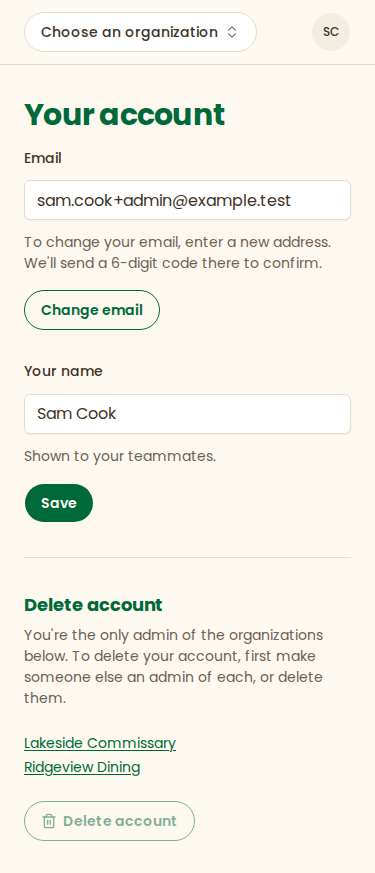 Choose an organization
SC
Your account
Email
sam.cook+admin@example.test
To change your email, enter a new address.
We'll send a 6-digit code there to confirm.
Change email
Your name
Sam Cook
Shown to your teammates.
Save
Delete account
You're the only admin of the organizations
below. To delete your account, first make
someone else an admin of each, or delete
them.
Lakeside Commissary
Ridgeview Dining
Delete account